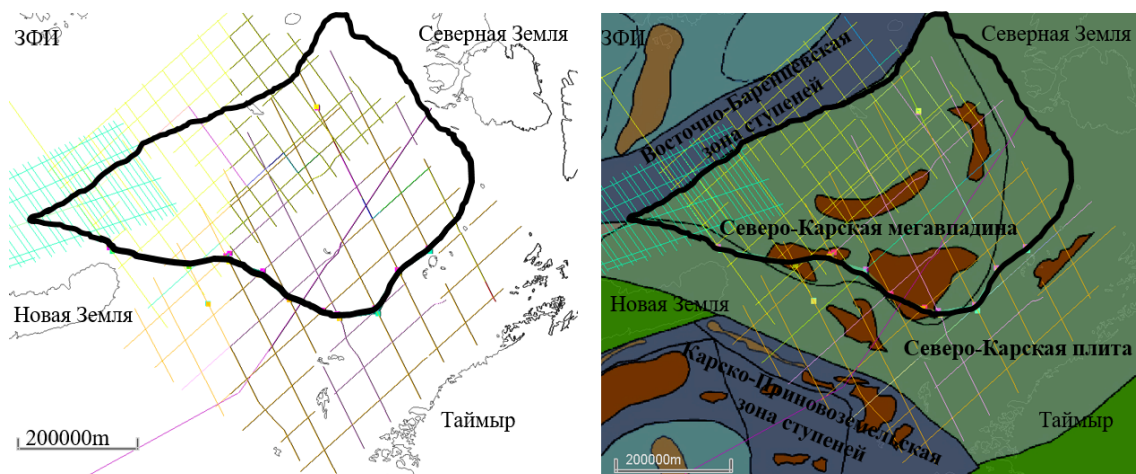 ЗФИ
Северная Земля
Новая Земля
Таймыр
200000m
ЗФИ
Северная Земля
Восточно-Баренцевская
зона ступеней
Северо-Карская мегавпадина
Новая Земля
Северо-Карская плита
Карско-Приновоземельская
зона ступеней
Таймыр
200000m